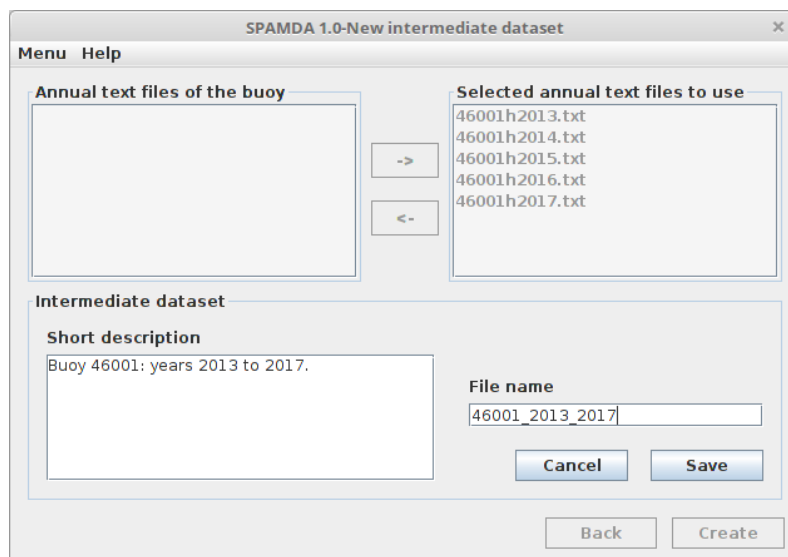 SPAMDA 1.0-New intermediate dataset
Menu Help
Annual text files of the buoy
Selected annual text files to use
46001h2013.txt
46001h2014.txt
46001h2015.txt
46001h2016.txt
46001h2017.txt
->
<-
Intermediate dataset
Short description
Buoy 46001: years 2013 to 2017.
File name
46001_2013_2017
Cancel Save
Back Create